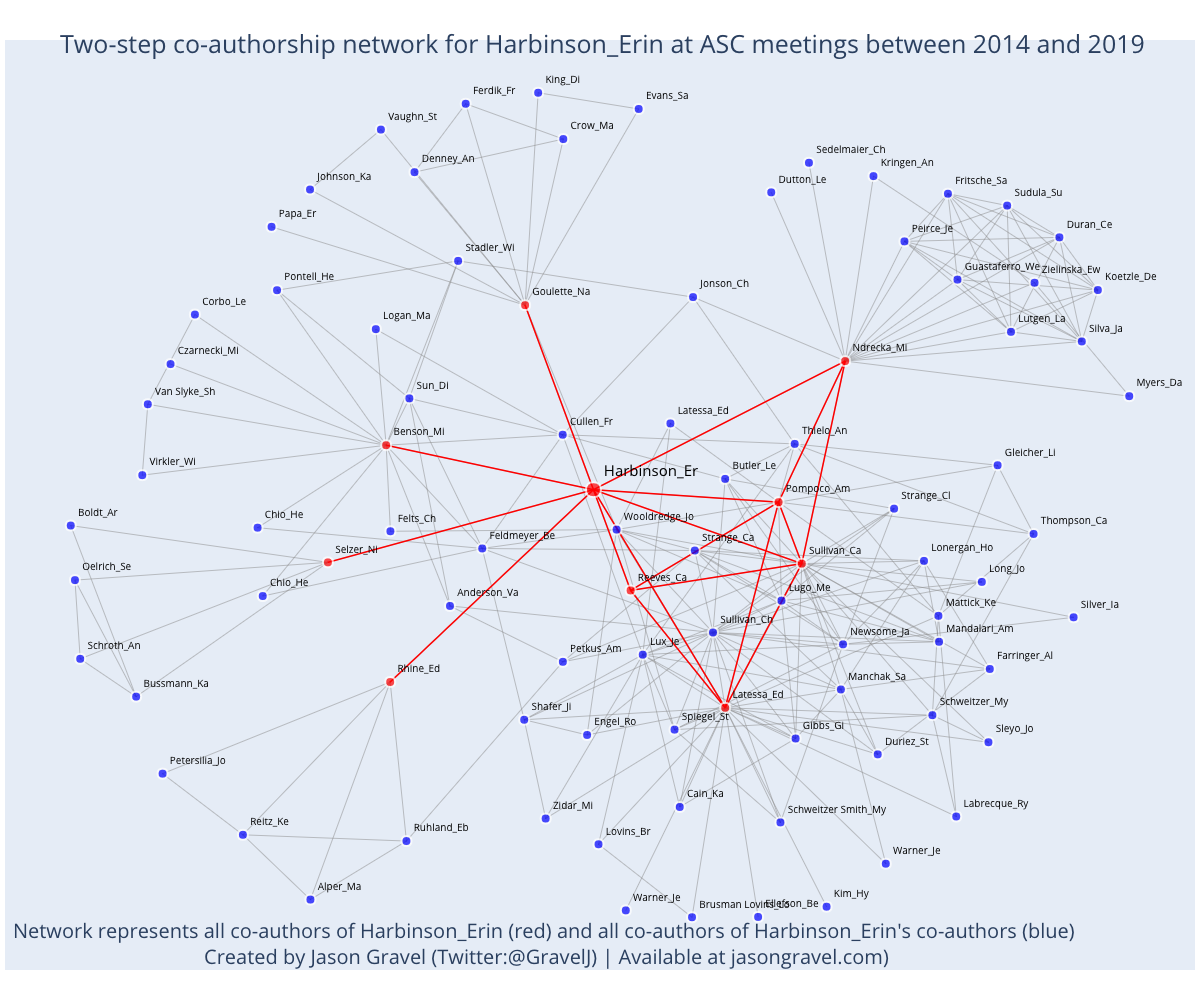 Two-step co-authorship network for Harbinson_Erin at ASC meetings between 2014 and 2019
King_Di
Ferdik_Fr
Evans_Sa
Vaughn_St
Crow_Ma
Sedelmaier_Ch
Denney_An
Kringen_An
Johnson_Ka
Dutton_Le
Fritsche_Sa
Sudula_Su
Papa_Er
Peirce_Je
Duran_Ce
Stadler_Wi
Guastaferro_We
Zielinska_Ew
Koetzle_De
Pontell_He
Jonson_Ch
Goulette_Na
Corbo_Le
Logan_Ma
Lutgen_La
Silva_Ja
Ndrecka_Mi
Czarnecki_Mi
Myers_Da
Van Slyke_Sh
Sun_Di
Latessa_Ed
Cullen_Fr
Thielo_An
Benson_Mi
Gleicher_Li
Virkler_Wi
Harbinson_Er
Butler_Le
Pompoco_Am
Strange_Cl
Boldt_Ar
Chio_He
Felts_Ch
Wooldredge_Jo
Thompson_Ca
Feldmeyer_Be
Strange_Ca
Selzer_Ni
Sullivan_Ca
Lonergan_Ho
Oelrich_Se
Chio_He
Reeves_Ca
Long_Jo
Anderson_Va
Lugo_Me
Mattick_Ke
Silver_Ia
Sullivan_Ch
Newsome_Ja
Mandalari_Am
Schroth_An
Petkus_Am
Lux_Je
Farringer_Al
Rhine_Ed
Manchak_Sa
Bussmann_Ka
Latessa_Ed
Schweitzer_My
Shafer_Ji
Engel_Ro
Spiegel_St
Gibbs_Gi
Sleyo_Jo
Duriez_St
Petersilia_Jo
Zidar_Mi
Cain_Ka
Schweitzer Smith_My
Labrecque_Ry
Reitz_Ke
Ruhland_Eb
Lovins_Br
Warner_Je
Alper_Ma
Warner_Je
Brusman Lovins_Lo
Ellefson_Be
Kim_Hy
Network represents all co-authors of Harbinson_Erin (red) and all co-authors of Harbinson_Erin's co-authors (blue)
Created by Jason Gravel (Twitter:@GravelJ) | Available at jasongravel.com)